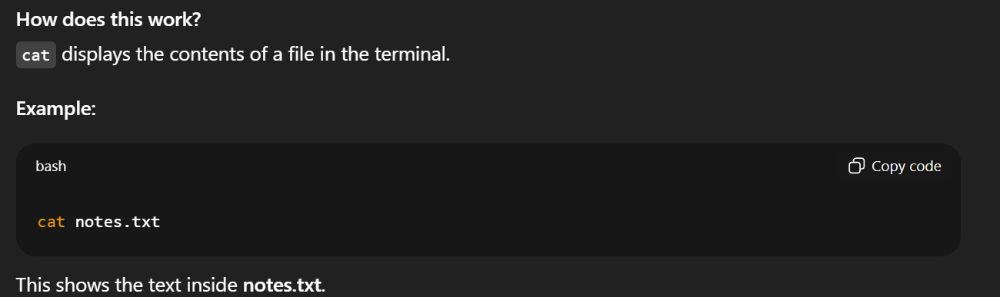 How does this work?
cat displays the contents of a file in the terminal.
Example:
bash
Copy code
cat notes.txt
This shows the text inside notes.txt.